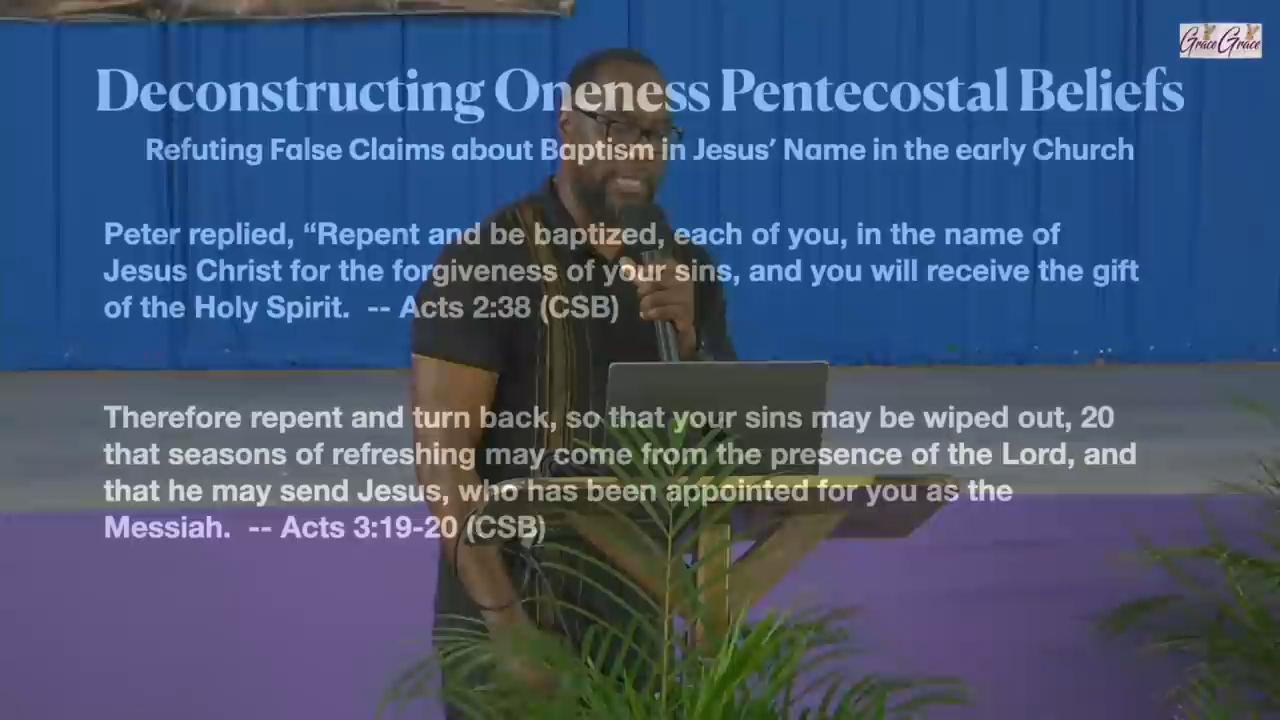 Grace Grace
Deconstructing Oneness Pentecostal Beliefs
Refuting False Claims about Baptism in Jesus’ Name in the early Church
Peter replied, “Repent and be baptized, each of you, in the name of
Jesus Christ for the forgiveness of your sins, and you will receive the gift
of the Holy Spirit. -- Acts 2:38 (CSB)
Therefore repent and turn back, so that your sins may be wiped out, 20
that seasons of refreshing may come from the presence of the Lord, and
that he may send Jesus, who has been appointed for you as the
Messiah. -- Acts 3:19-20 (CSB)